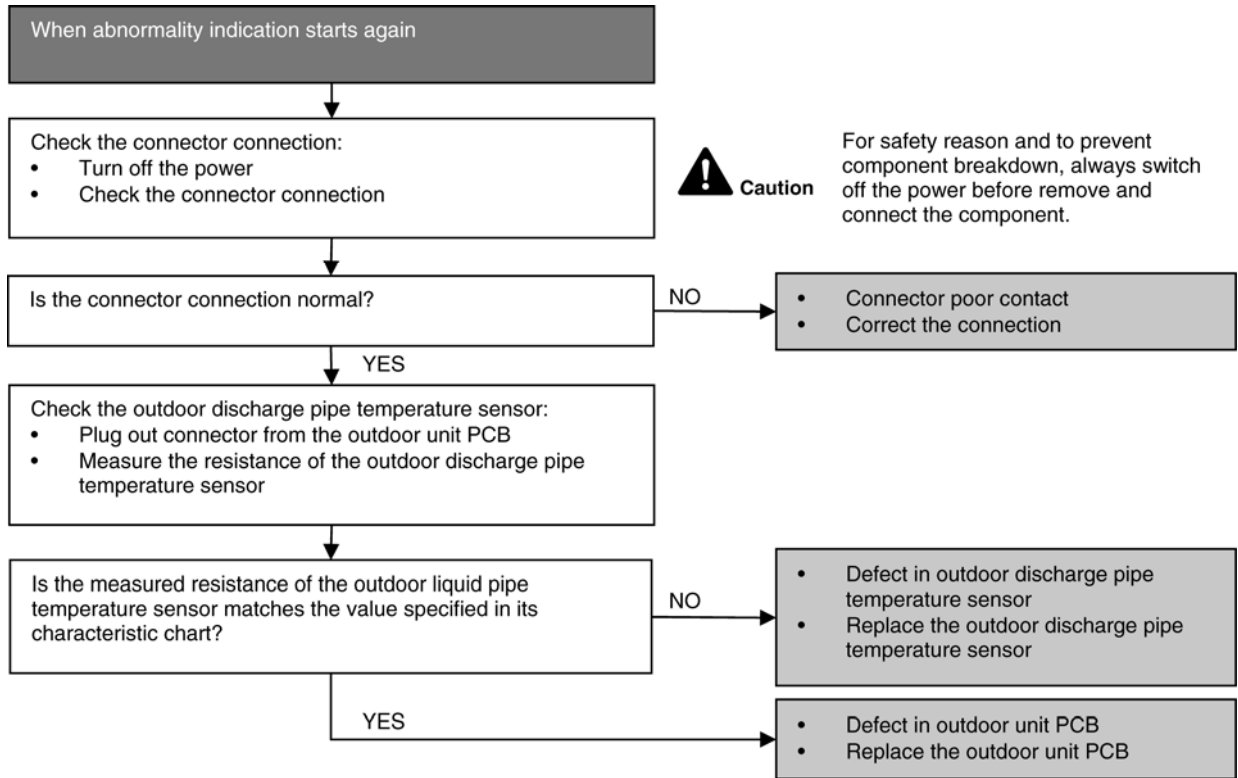 When abnormality indication starts again
Check the connector connection:
• Turn off the power
• Check the connector connection
Caution
For safety reason and to prevent
component breakdown, always switch
off the power before remove and
connect the component.
Is the connector connection normal?
NO
• Connector poor contact
• Correct the connection
YES
Check the outdoor discharge pipe temperature sensor:
• Plug out connector from the outdoor unit PCB
• Measure the resistance of the outdoor discharge pipe
temperature sensor
Is the measured resistance of the outdoor liquid pipe
temperature sensor matches the value specified in its
characteristic chart?
NO
• Defect in outdoor discharge pipe
temperature sensor
• Replace the outdoor discharge pipe
temperature sensor
YES
• Defect in outdoor unit PCB
• Replace the outdoor unit PCB